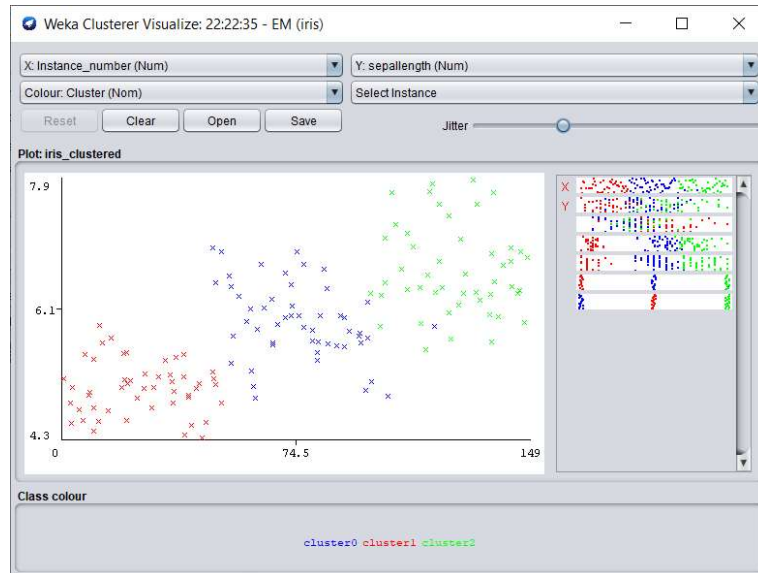 Weka Clusterer Visualize: 22:22:35 - EM (iris)
X: Instance_number (Num) Y: sepallength (Num)
Colour: Cluster (Nom) Select Instance
Reset Clear Open Save Jitter
Plot: iris_clustered
7.9
6.1
4.3
0 74.5 149
X
Y
Class colour
cluster0 cluster1 cluster2